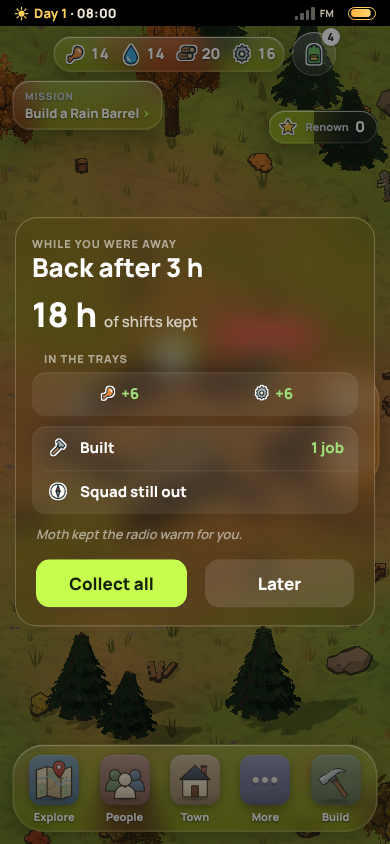 Day 1 · 08:00
FM
14
14
20
16
4
MISSION
Build a Rain Barrel ›
Renown 0
WHILE YOU WERE AWAY
Back after 3 h
18 h of shifts kept
IN THE TRAYS
+6
+6
Built 1 job
Squad still out
Moth kept the radio warm for you.
Collect all
Later
Explore
People
Town
More
Build